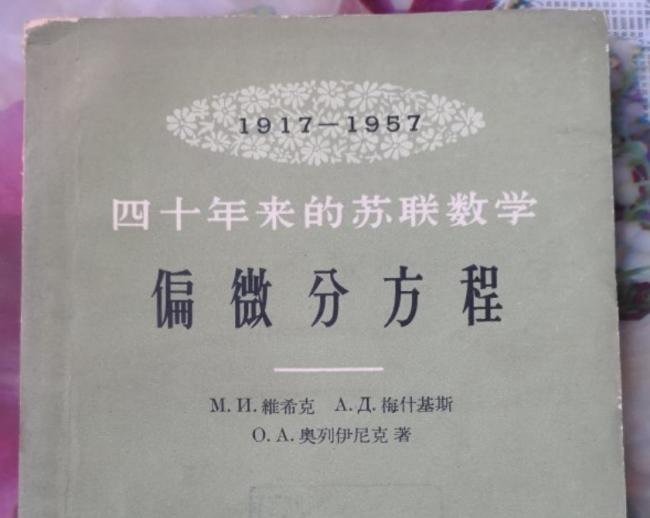 1917—1957
四十年来的苏联数学
偏微分方程
М. И. 維希克 А. Д. 梅什基斯
О. А. 奥列伊尼克 著